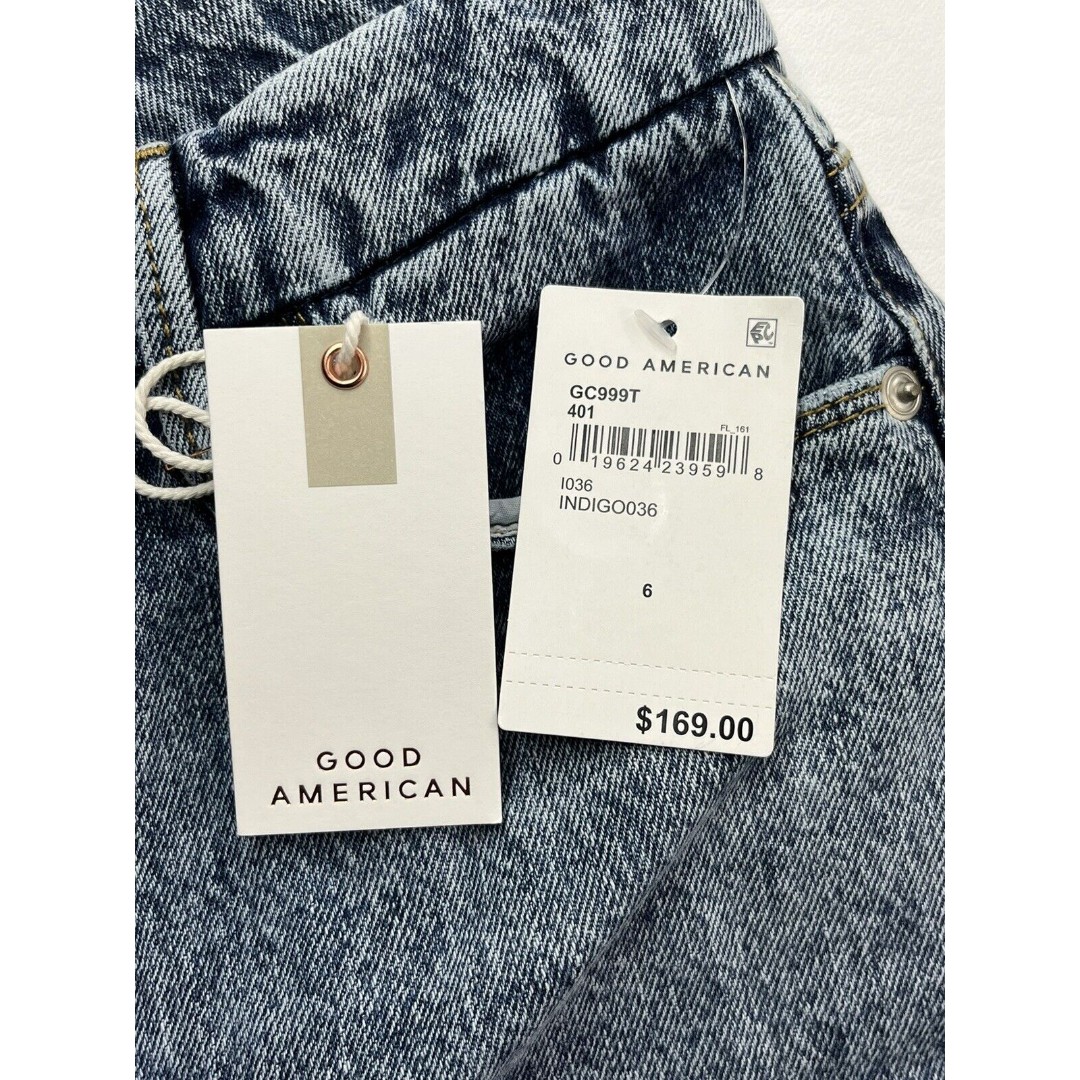 GOOD
AMERICAN
GOOD AMERICAN
GC999T
401
FL_161
0 19624 23959 8
I036
INDIGO036
6
$169.00